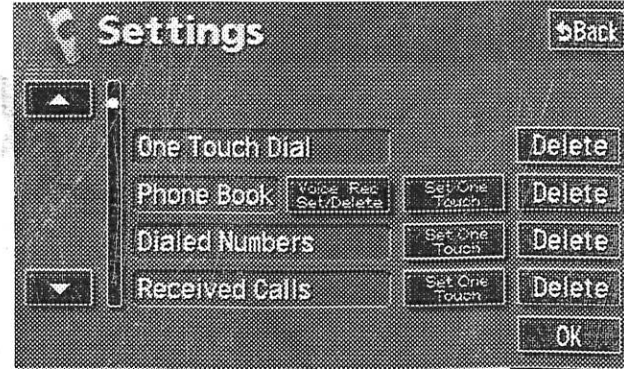 Settings
Back
One Touch Dial
Delete
Phone Book
Voice Rec
Set/Delete
Set One
Touch
Delete
Dialed Numbers
Set One
Touch
Delete
Received Calls
Set One
Touch
Delete
OK